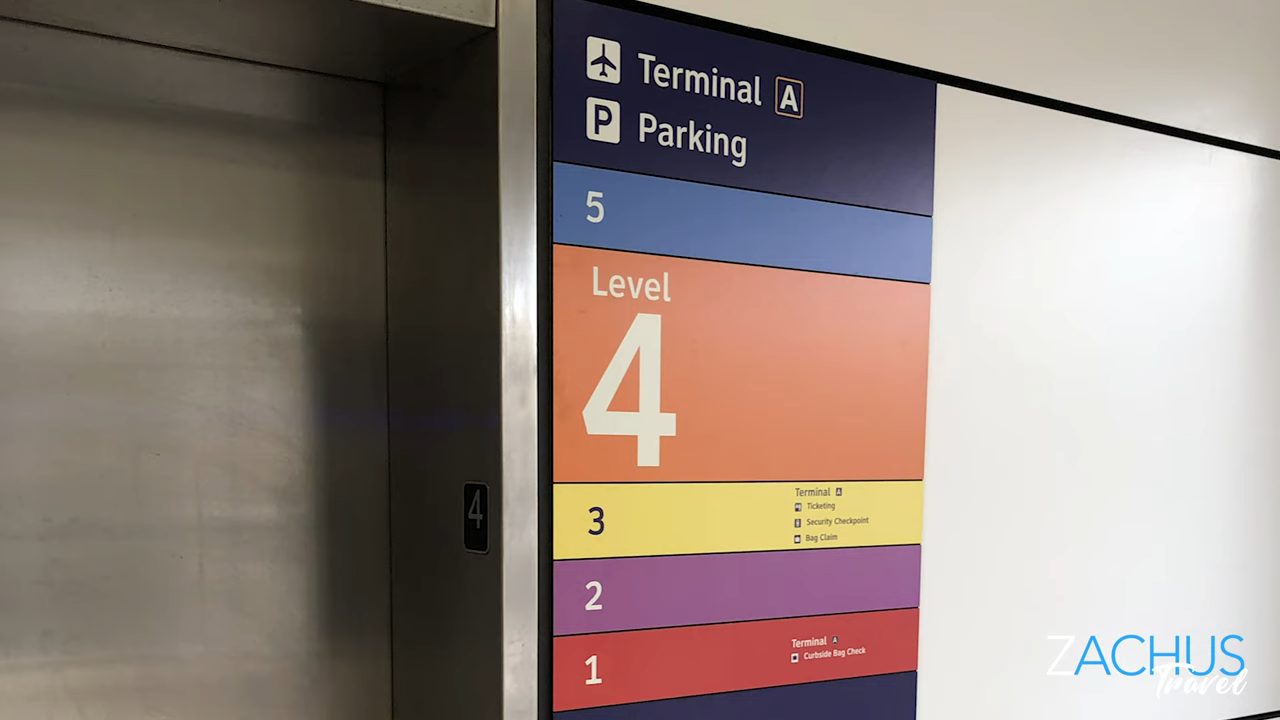 Terminal A
P Parking
5
Level
4
4
3
Terminal A
Ticketing
Security Checkpoint
Bag Claim
2
1
Terminal A
Curbside Bag Check
ZACHUS
Travel